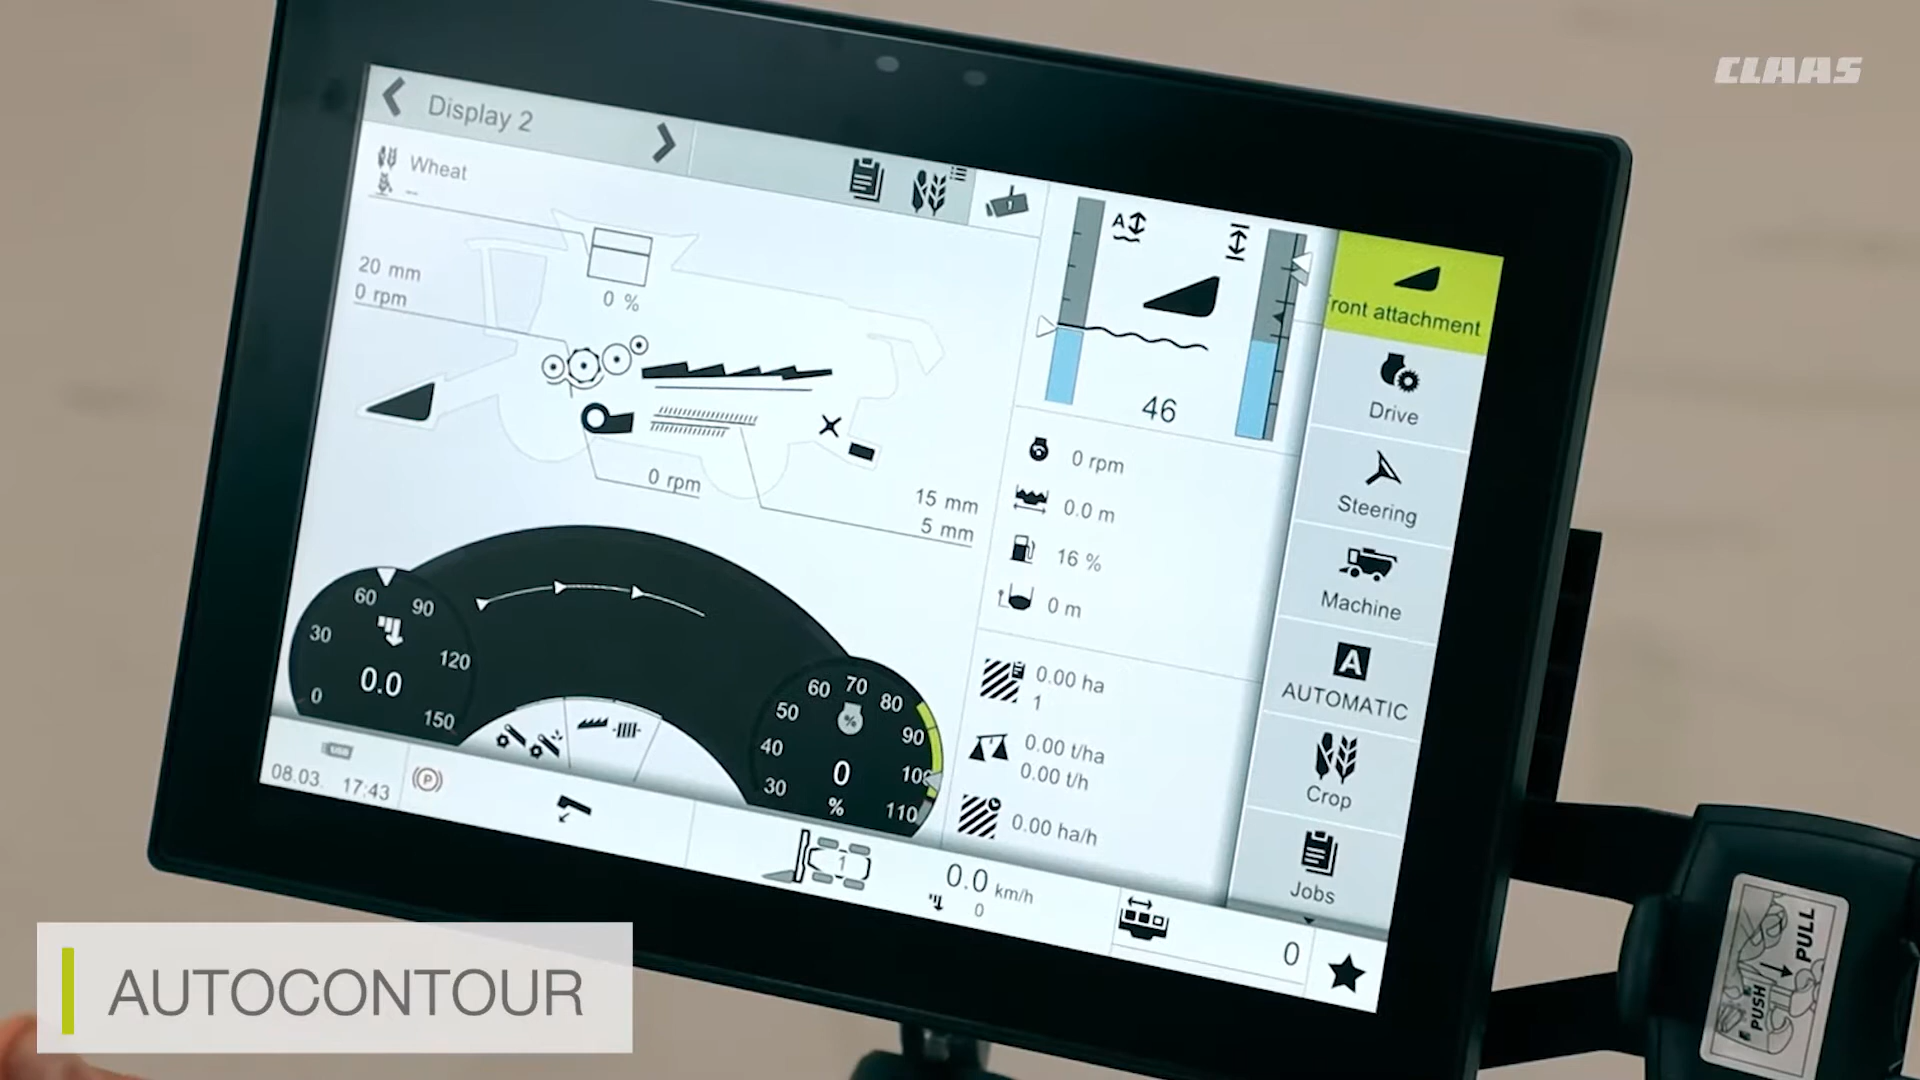 CLAAS
Display 2
Wheat
–
20 mm
0 rpm
0 %
0 rpm
15 mm
5 mm
A
46
0 rpm
0.0 m
16 %
0 m
0.00 ha
1
0.00 t/ha
0.00 t/h
0.00 ha/h
ront attachment
Drive
Steering
Machine
A
AUTOMATIC
Crop
Jobs
0 30 60 90 120 150
0.0
30 40 50 60 70 80 90 100 110
%
0
%
USB
08.03. 17:43
P
1
0.0 km/h
0
0
PULL
PUSH
AUTOCONTOUR